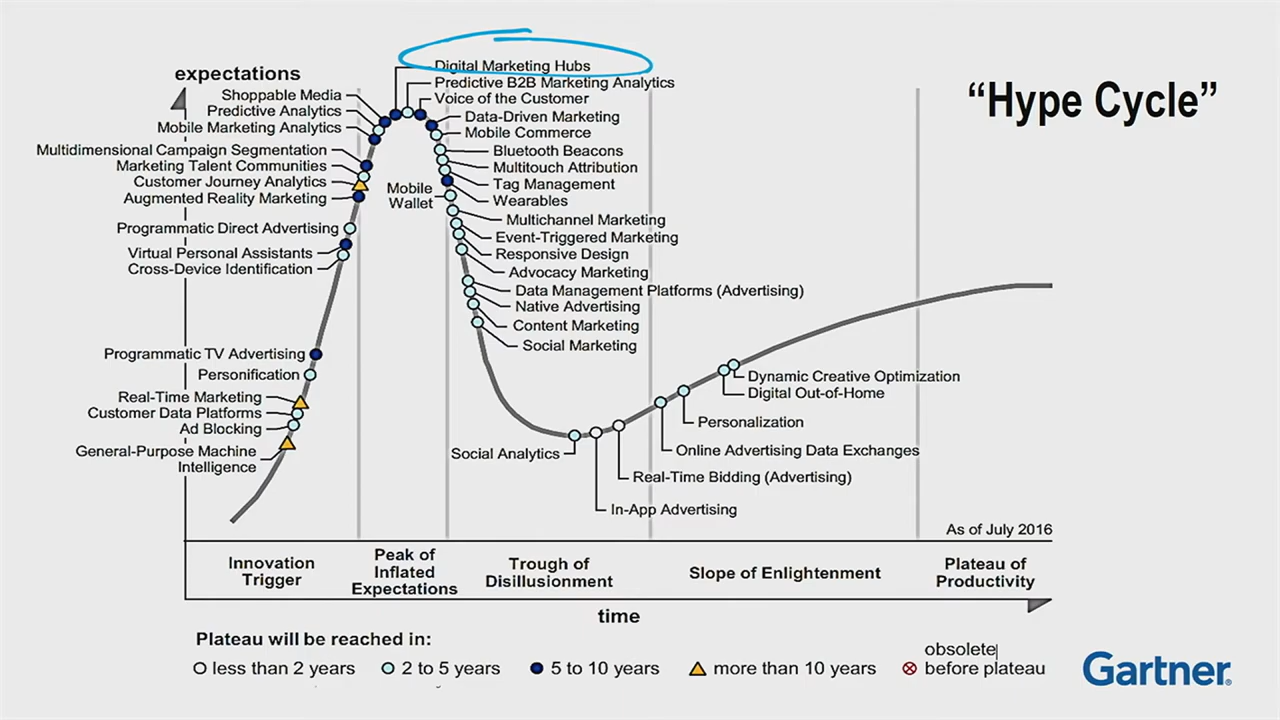 “Hype Cycle”
expectations
Digital Marketing Hubs
Predictive B2B Marketing Analytics
Voice of the Customer
Shoppable Media
Predictive Analytics
Mobile Marketing Analytics
Multidimensional Campaign Segmentation
Marketing Talent Communities
Customer Journey Analytics
Augmented Reality Marketing
Programmatic Direct Advertising
Virtual Personal Assistants
Cross-Device Identification
Programmatic TV Advertising
Personification
Real-Time Marketing
Customer Data Platforms
Ad Blocking
General-Purpose Machine
Intelligence
Data-Driven Marketing
Mobile Commerce
Bluetooth Beacons
Multitouch Attribution
Tag Management
Wearables
Mobile
Wallet
Multichannel Marketing
Event-Triggered Marketing
Responsive Design
Advocacy Marketing
Data Management Platforms (Advertising)
Native Advertising
Content Marketing
Social Marketing
Social Analytics
In-App Advertising
Real-Time Bidding (Advertising)
Online Advertising Data Exchanges
Personalization
Digital Out-of-Home
Dynamic Creative Optimization
As of July 2016
Innovation
Trigger
Peak of
Inflated
Expectations
Trough of
Disillusionment
Slope of Enlightenment
Plateau of
Productivity
time
Plateau will be reached in:
less than 2 years
2 to 5 years
5 to 10 years
more than 10 years
obsolete
before plateau
Gartner